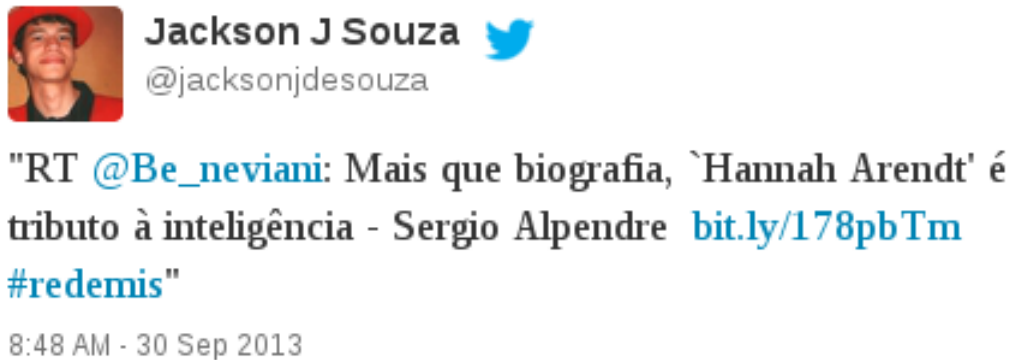 Jackson J Souza
@jacksonjdesouza
"RT @Be_neviani: Mais que biografia, `Hannah Arendt' é
tributo à inteligência - Sergio Alpendre bit.ly/178pbTm
#redemis"
8:48 AM - 30 Sep 2013